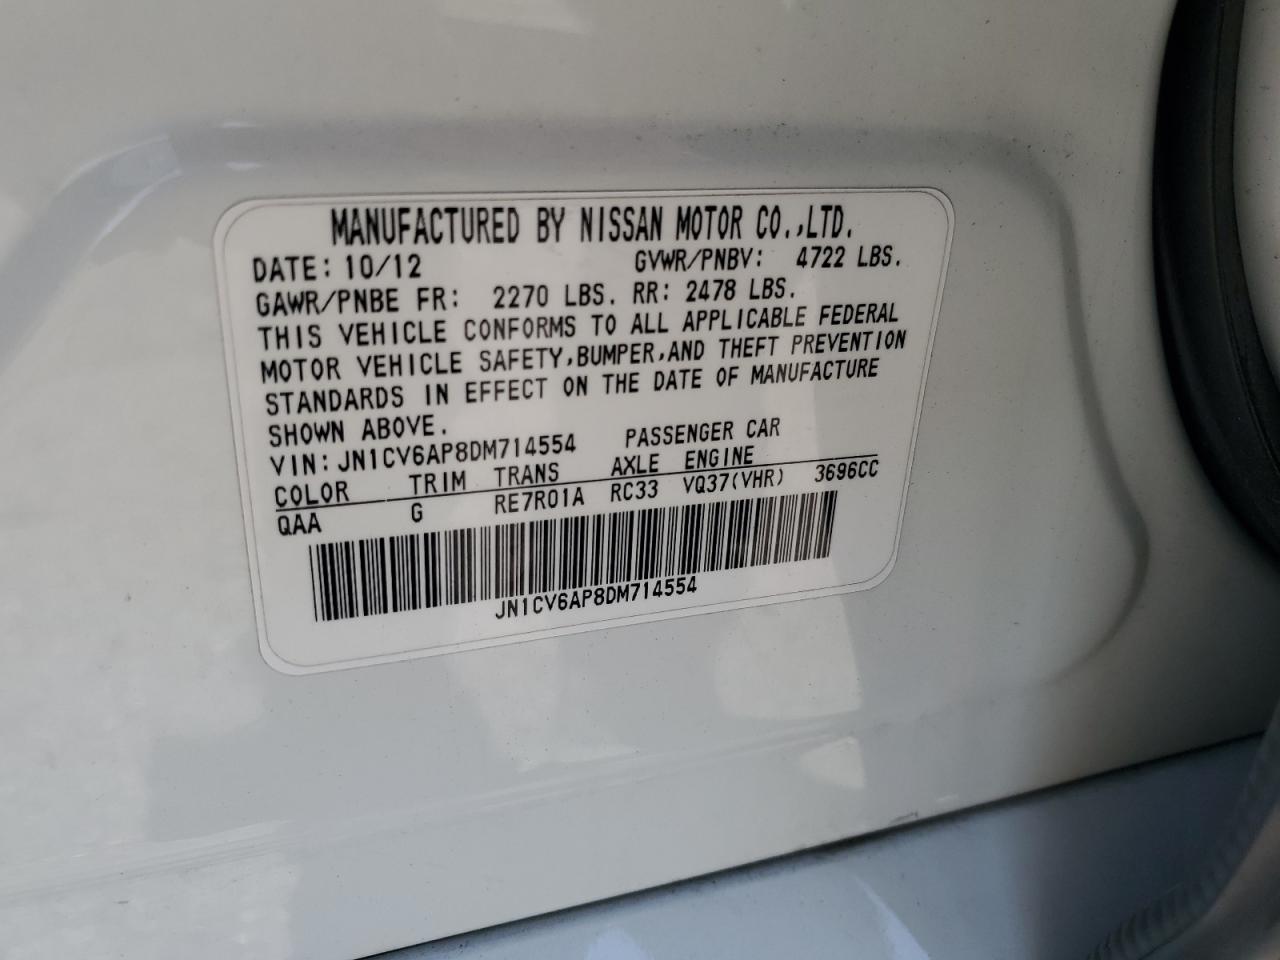 MANUFACTURED BY NISSAN MOTOR CO.,LTD.
DATE: 10/12 GVWR/PNBV: 4722 LBS.
GAWR/PNBE FR: 2270 LBS. RR: 2478 LBS.
THIS VEHICLE CONFORMS TO ALL APPLICABLE FEDERAL
MOTOR VEHICLE SAFETY,BUMPER,AND THEFT PREVENTION
STANDARDS IN EFFECT ON THE DATE OF MANUFACTURE
SHOWN ABOVE.
VIN: JN1CV6AP8DM714554 PASSENGER CAR
COLOR TRIM TRANS AXLE ENGINE
QAA G RE7R01A RC33 VQ37(VHR) 3696CC
JN1CV6AP8DM714554